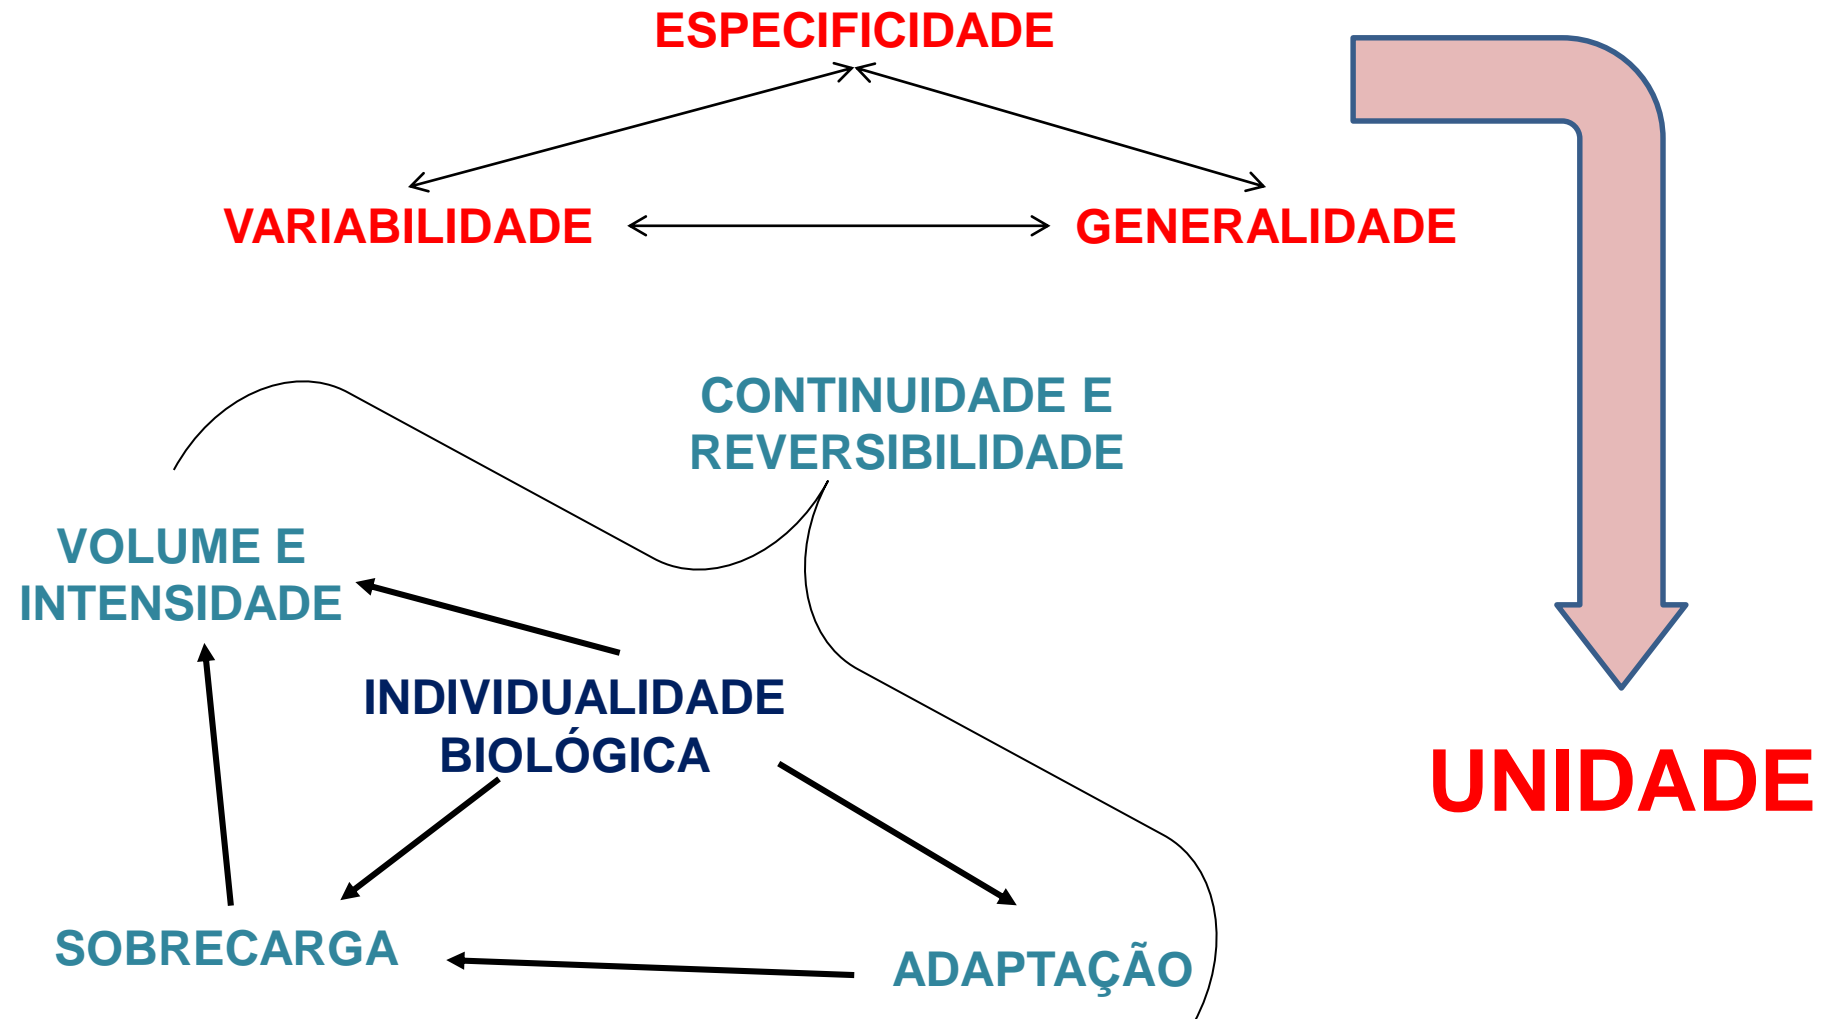 ESPECIFICIDADE
VARIABILIDADE
GENERALIDADE
CONTINUIDADE E
REVERSIBILIDADE
VOLUME E
INTENSIDADE
INDIVIDUALIDADE
BIOLÓGICA
UNIDADE
SOBRECARGA
ADAPTAÇÃO